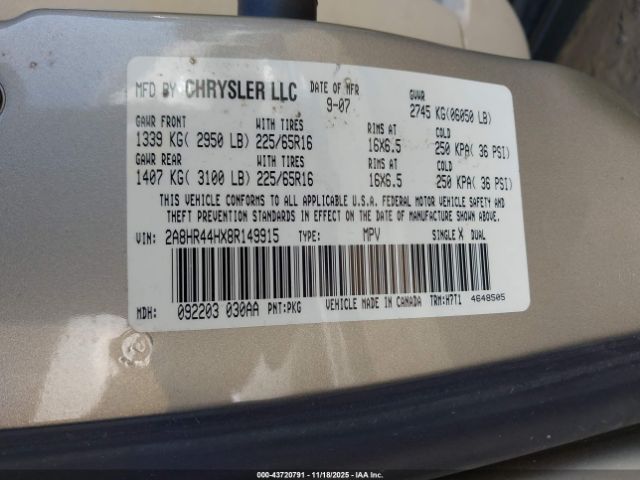 MFD BY CHRYSLER LLC DATE OF MFR 9-07 GVWR 2745 KG(06050 LB)
GAWR FRONT WITH TIRES RIMS AT COLD
1339 KG( 2950 LB) 225/65R16 16X6.5 250 KPA( 36 PSI)
GAWR REAR WITH TIRES RIMS AT COLD
1407 KG( 3100 LB) 225/65R16 16X6.5 250 KPA( 36 PSI)
THIS VEHICLE CONFORMS TO ALL APPLICABLE U.S.A. FEDERAL MOTOR VEHICLE SAFETY AND
THEFT PREVENTION STANDARDS IN EFFECT ON THE DATE OF MANUFACTURE SHOWN ABOVE.
VIN: 2A8HR44HX8R149915 TYPE: MPV SINGLE X DUAL
MDH: 092203 030AA PNT:PKG VEHICLE MADE IN CANADA TRM:H7T1 4648505
000-43720791 - 11/18/2025 - IAAI, Inc.